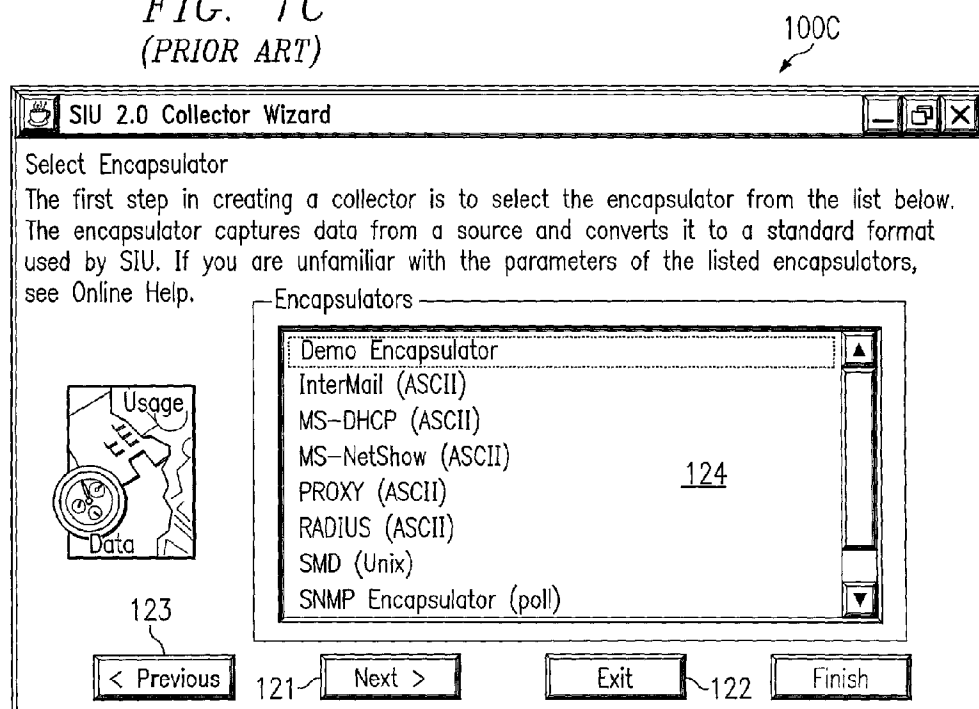 FIG. 1C
(PRIOR ART)
100C
SIU 2.0 Collector Wizard
Select Encapsulator
The first step in creating a collector is to select the encapsulator from the list below.
The encapsulator captures data from a source and converts it to a standard format
used by SIU. If you are unfamiliar with the parameters of the listed encapsulators,
see Online Help.
Encapsulators
Demo Encapsulator
InterMail (ASCII)
MS-DHCP (ASCII)
MS-NetShow (ASCII)
PROXY (ASCII)
RADIUS (ASCII)
SMD (Unix)
SNMP Encapsulator (poll)
124
Usage
Data
123
< Previous
121
Next >
Exit
122
Finish